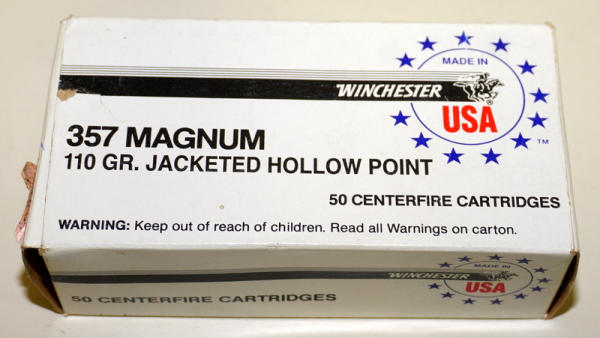 MADE IN
WINCHESTER
®
USA
TM
357 MAGNUM
110 GR. JACKETED HOLLOW POINT
50 CENTERFIRE CARTRIDGES
WARNING: Keep out of reach of children. Read all Warnings on carton.
MADE IN
WINCHESTER
USA
50 CENTERFIRE CARTRIDGES